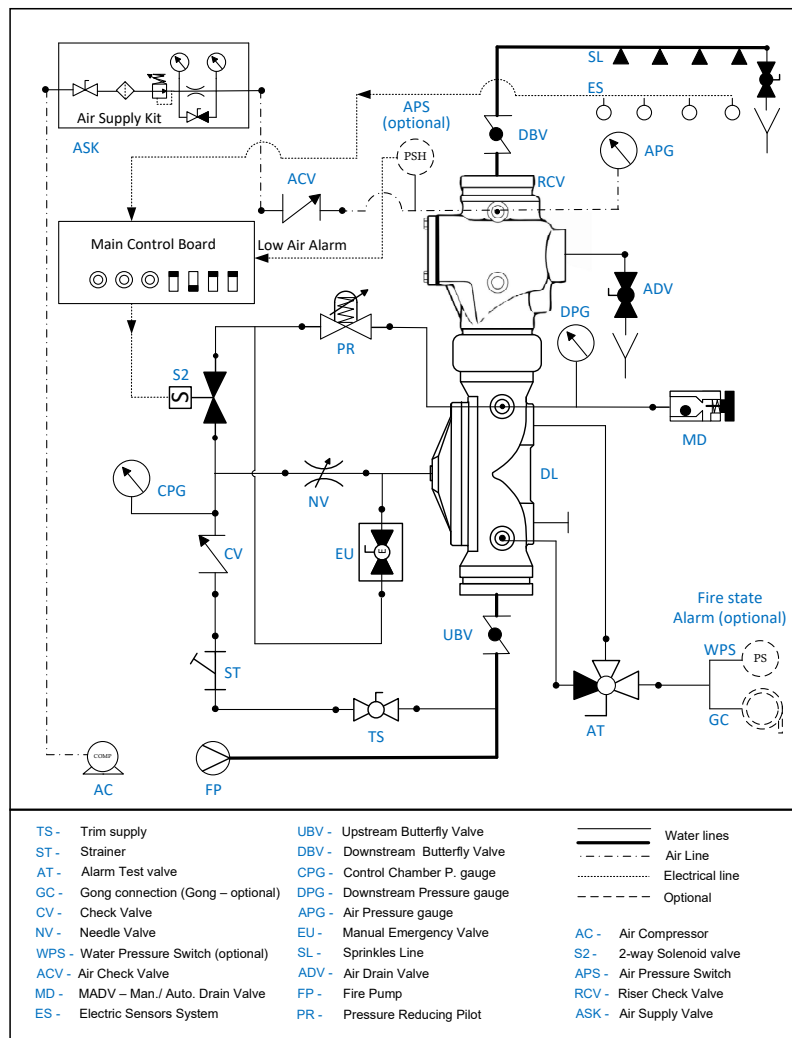 SL
Air Supply Kit
ES
ASK
APS
(optional)
DBV
PSH
APG
ACV
RCV
Main Control Board
Low Air Alarm
ADV
DPG
PR
S2
S
MD
DL
CPG
NV
EU
E
CV
Fire state
Alarm (optional)
UBV
WPS
PS
ST
GC
TS
AT
COMP
AC
FP
TS - Trim supply
ST - Strainer
AT - Alarm Test valve
GC - Gong connection (Gong – optional)
CV - Check Valve
NV - Needle Valve
WPS - Water Pressure Switch (optional)
ACV - Air Check Valve
MD - MADV – Man./ Auto. Drain Valve
ES - Electric Sensors System
UBV - Upstream Butterfly Valve
DBV - Downstream Butterfly Valve
CPG - Control Chamber P. gauge
DPG - Downstream Pressure gauge
APG - Air Pressure gauge
EU - Manual Emergency Valve
SL - Sprinkles Line
ADV - Air Drain Valve
FP - Fire Pump
PR - Pressure Reducing Pilot
Water lines
Air Line
Electrical line
Optional
AC - Air Compressor
S2 - 2-way Solenoid valve
APS - Air Pressure Switch
RCV - Riser Check Valve
ASK - Air Supply Valve